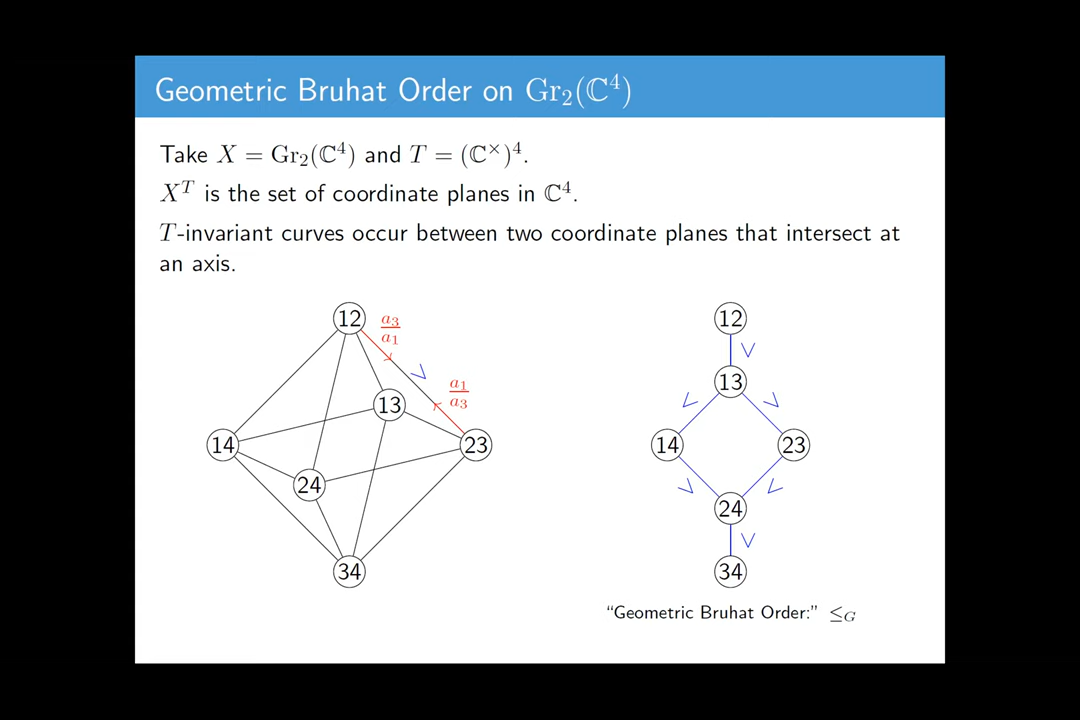 Geometric Bruhat Order on Gr₂(ℂ⁴)
Take X = Gr₂(ℂ⁴) and T = (ℂ^×)⁴.
X^T is the set of coordinate planes in ℂ⁴.
T-invariant curves occur between two coordinate planes that intersect at
an axis.
12
a₃/a₁
>
a₁/a₃
13
14
23
24
34
12
>
13
< >
14 23
> <
24
>
34
“Geometric Bruhat Order:” ≤_G